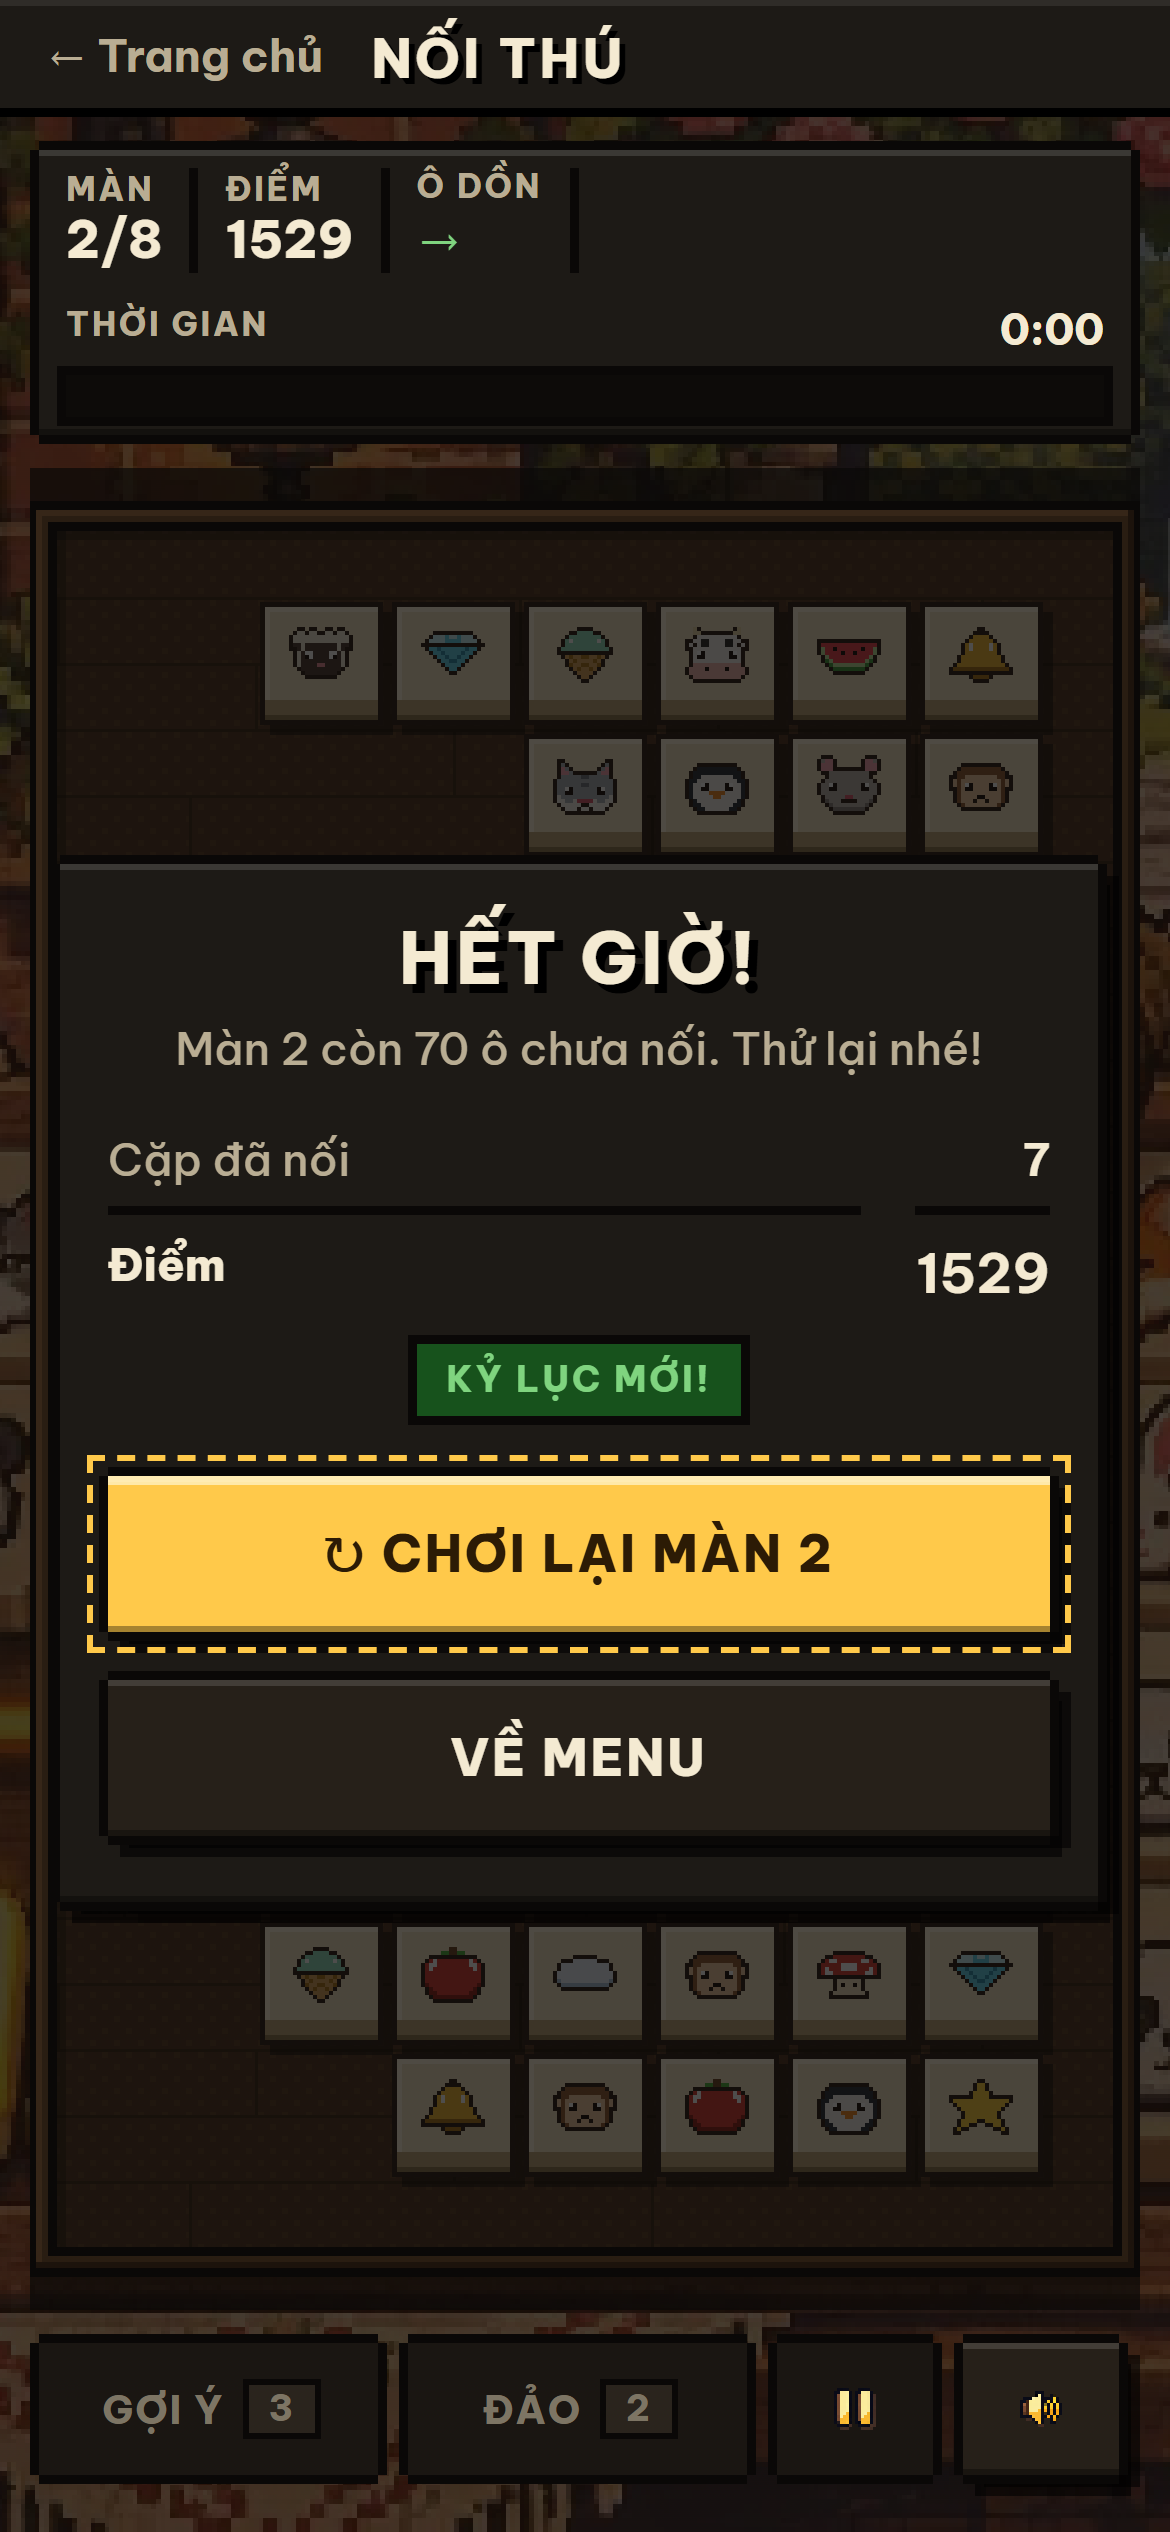 ← Trang chủ NỐI THÚ
MÀN ĐIỂM Ô DỒN
2/8 1529 →
THỜI GIAN 0:00
HẾT GIỜ!
Màn 2 còn 70 ô chưa nối. Thử lại nhé!
Cặp đã nối 7
Điểm 1529
KỶ LỤC MỚI!
↻ CHƠI LẠI MÀN 2
VỀ MENU
GỢI Ý 3 ĐẢO 2